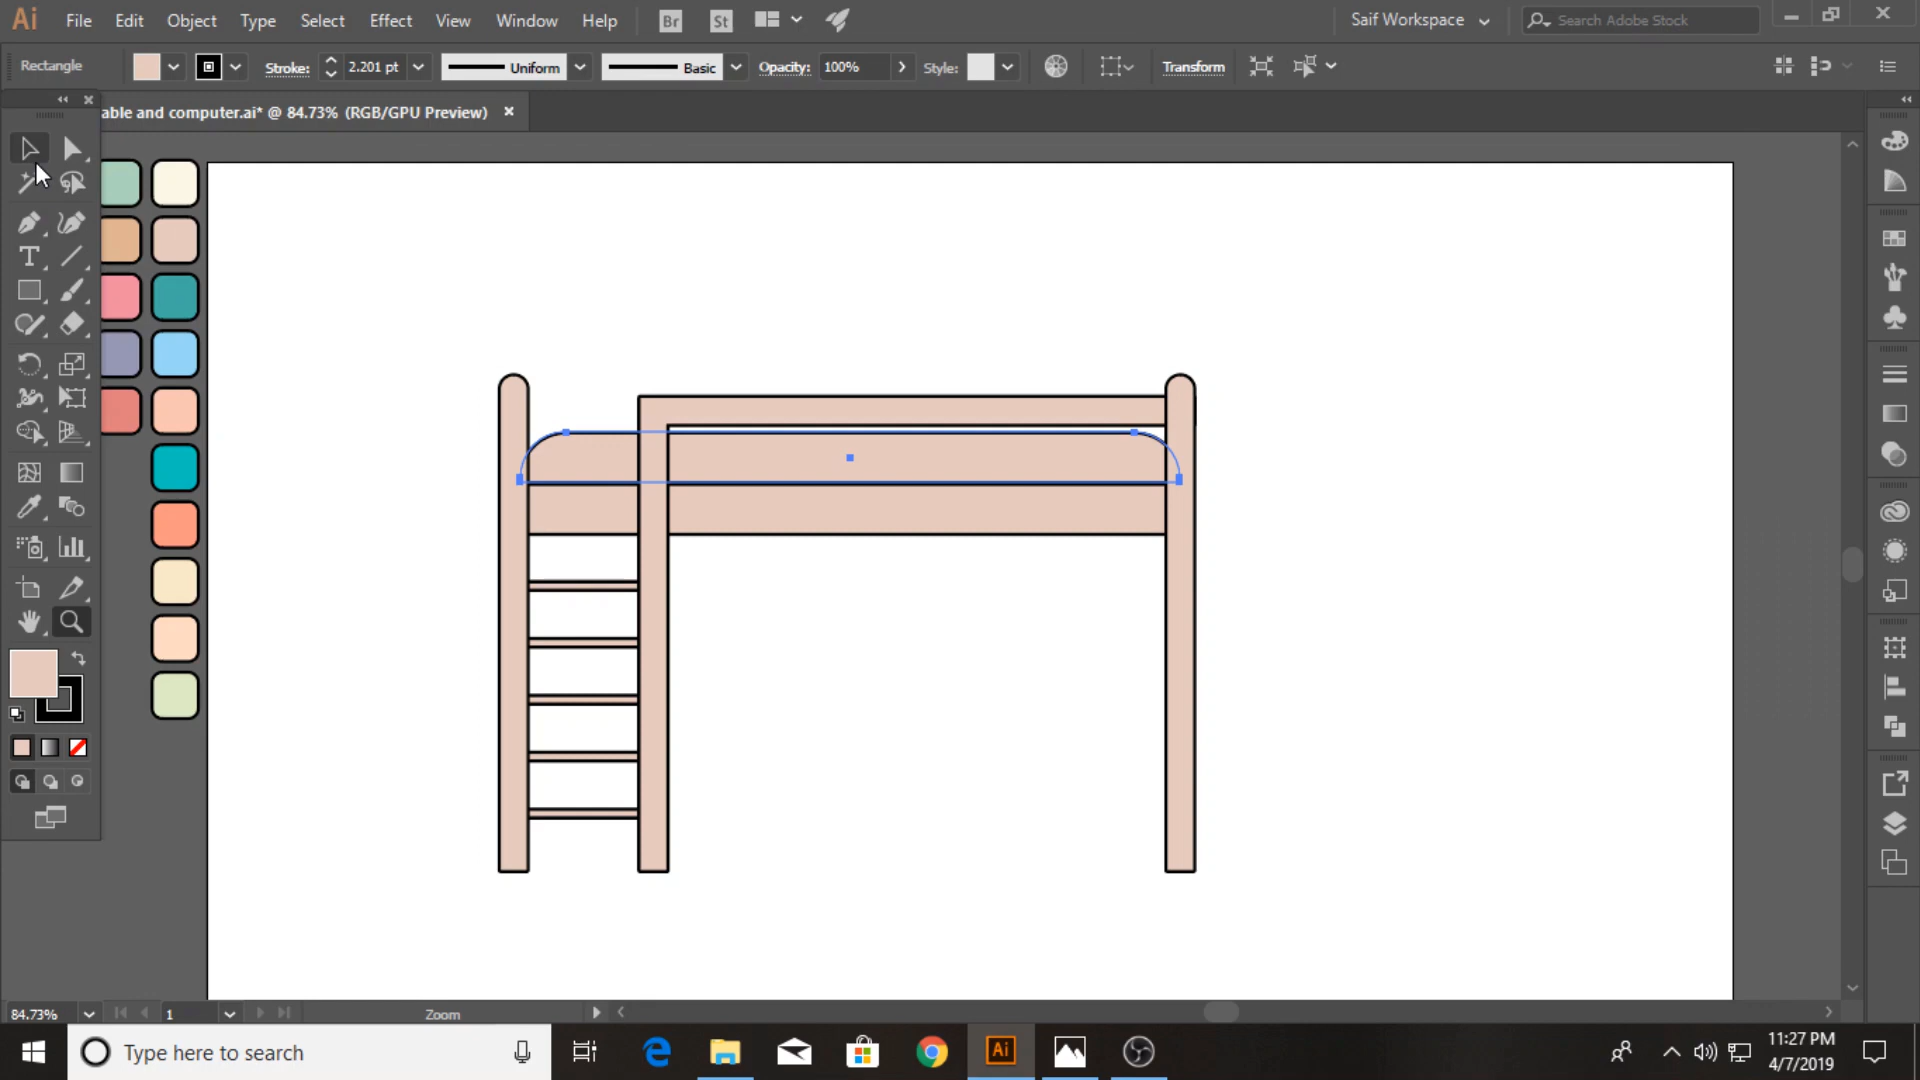 Ai File Edit Object Type Select Effect View Window Help Br St Saif Workspace Search Adobe Stock
Rectangle Stroke: 2.201 pt Uniform Basic Opacity: 100% Style: Transform
able and computer.ai* @ 84.73% (RGB/GPU Preview)
T
84.73% 1 Zoom
Type here to search Ai 11:27 PM
4/7/2019